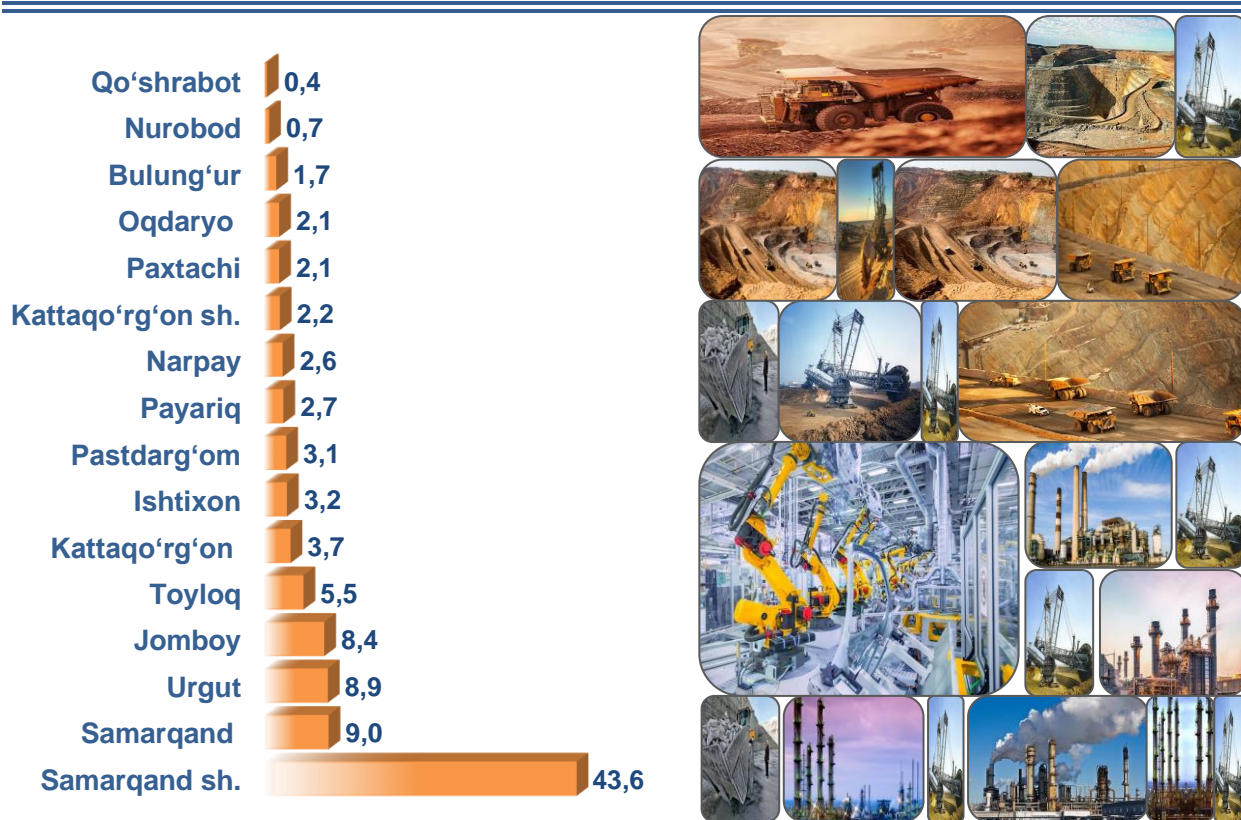 Qo‘shrabot 0,4
Nurobod 0,7
Bulung‘ur 1,7
Oqdaryo 2,1
Paxtachi 2,1
Kattaqo‘rg‘on sh. 2,2
Narpay 2,6
Payariq 2,7
Pastdarg‘om 3,1
Ishtixon 3,2
Kattaqo‘rg‘on 3,7
Toyloq 5,5
Jomboy 8,4
Urgut 8,9
Samarqand 9,0
Samarqand sh. 43,6